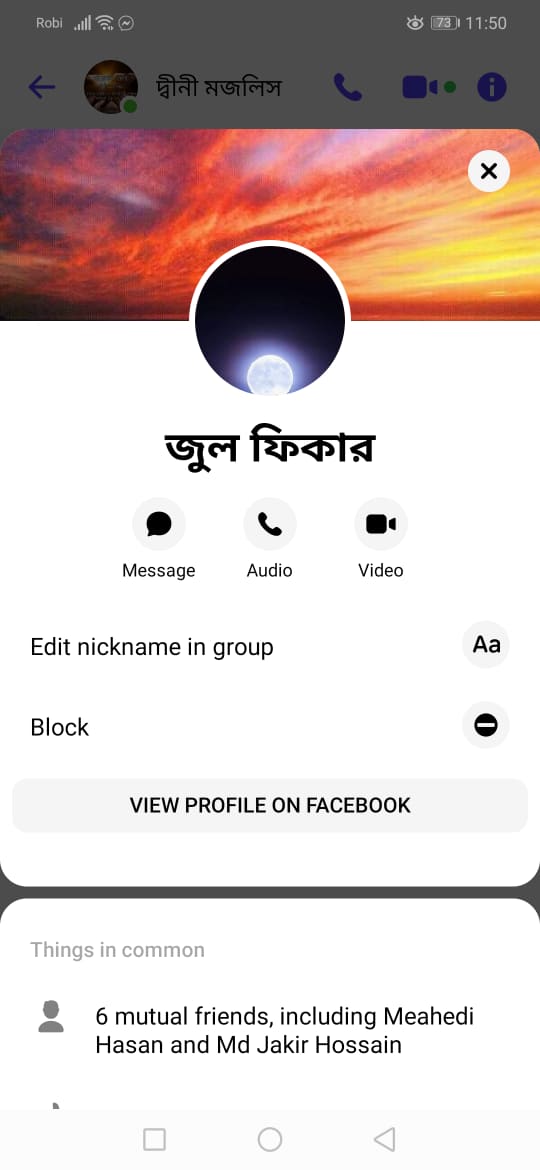 Robi 73 11:50
দ্বীনী মজলিস
জুল ফিকার
Message Audio Video
Edit nickname in group Aa
Block
VIEW PROFILE ON FACEBOOK
Things in common
6 mutual friends, including Meahedi
Hasan and Md Jakir Hossain